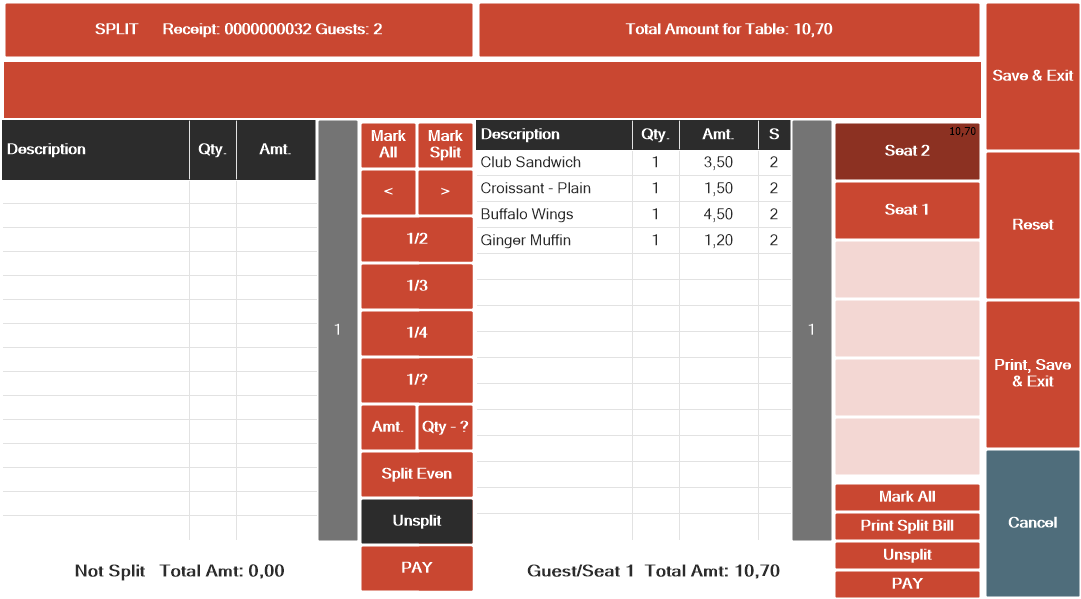 SPLIT Receipt: 0000000032 Guests: 2
Total Amount for Table: 10,70
Save & Exit
Description Qty. Amt.
1
Mark All
Mark Split
< >
1/2
1/3
1/4
1/?
Amt. Qty - ?
Split Even
Unsplit
PAY
Not Split Total Amt: 0,00
Description Qty. Amt. S
Club Sandwich 1 3,50 2
Croissant - Plain 1 1,50 2
Buffalo Wings 1 4,50 2
Ginger Muffin 1 1,20 2
Guest/Seat 1 Total Amt: 10,70
1
10,70
Seat 2
Seat 1
Mark All
Print Split Bill
Unsplit
PAY
Reset
Print, Save
& Exit
Cancel